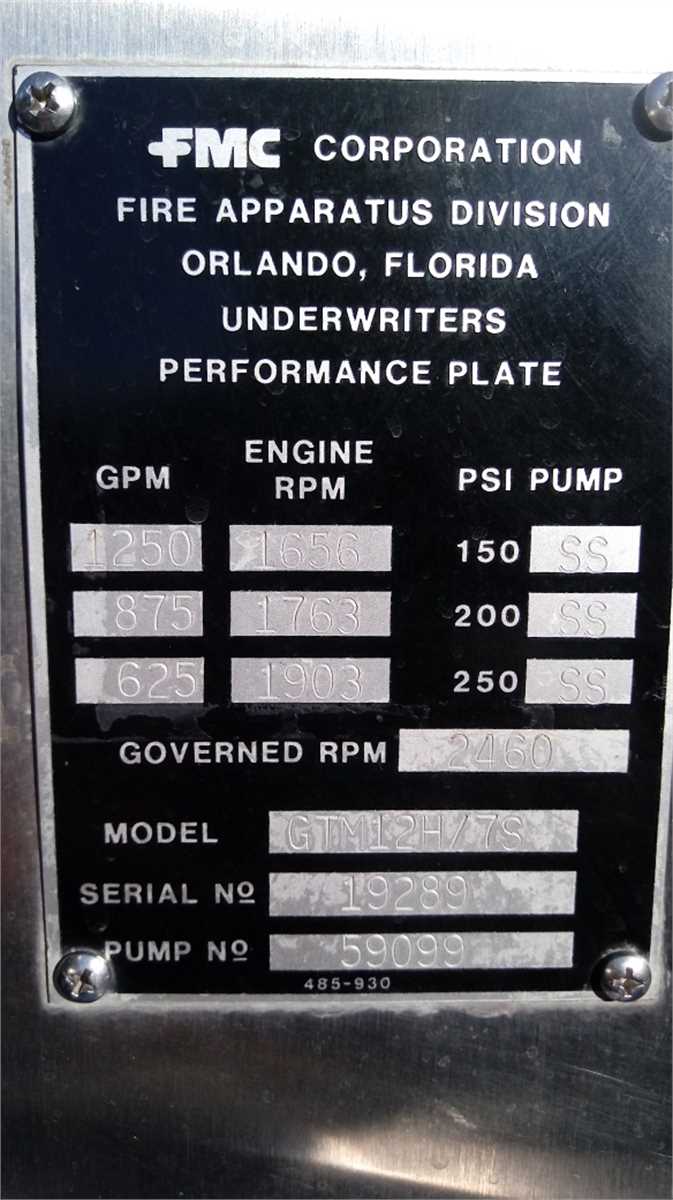 FMC CORPORATION
FIRE APPARATUS DIVISION
ORLANDO, FLORIDA
UNDERWRITERS
PERFORMANCE PLATE
GPM ENGINE RPM PSI PUMP
1250 1656 150 SS
875 1763 200 SS
625 1903 250 SS
GOVERNED RPM 2460
MODEL GTM12H/7S
SERIAL Nº 19289
PUMP Nº 59099
485-930